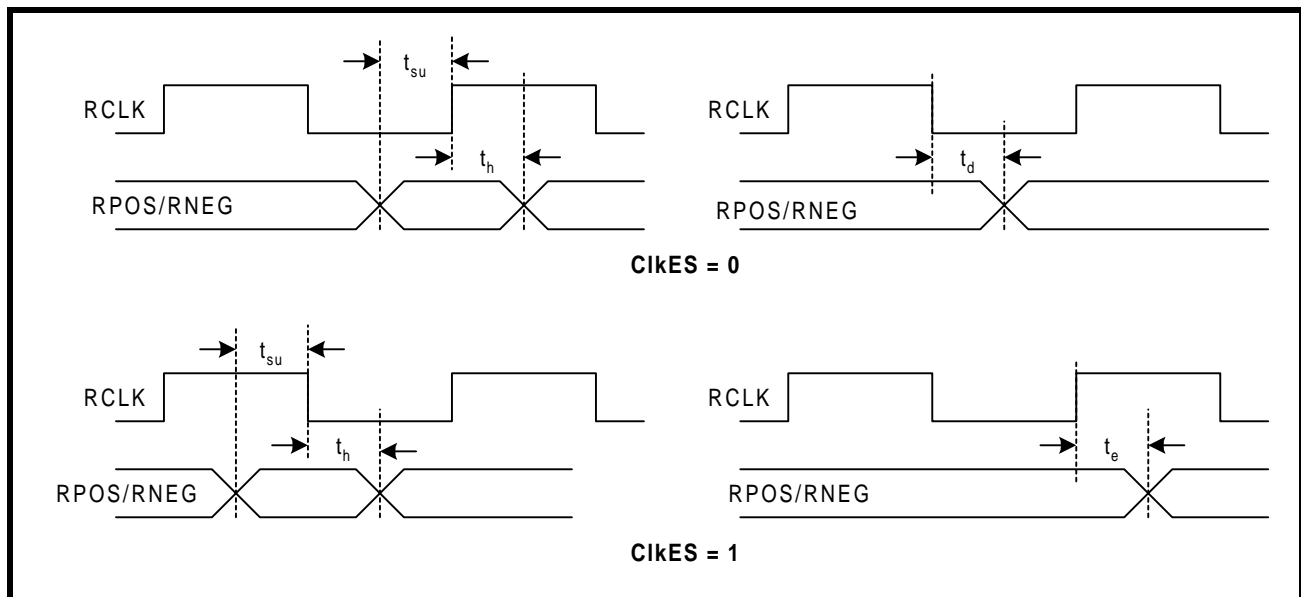 t_su
RCLK
t_h
RPOS/RNEG
RCLK
t_d
RPOS/RNEG
ClkES = 0
t_su
RCLK
t_h
RPOS/RNEG
RCLK
t_e
RPOS/RNEG
ClkES = 1